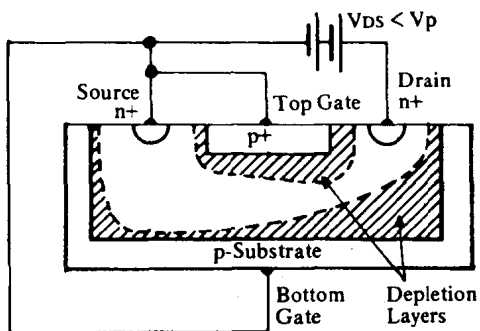 VDS < Vp
Source
n+
Top Gate
Drain
n+
p+
p-Substrate
Bottom
Gate
Depletion
Layers